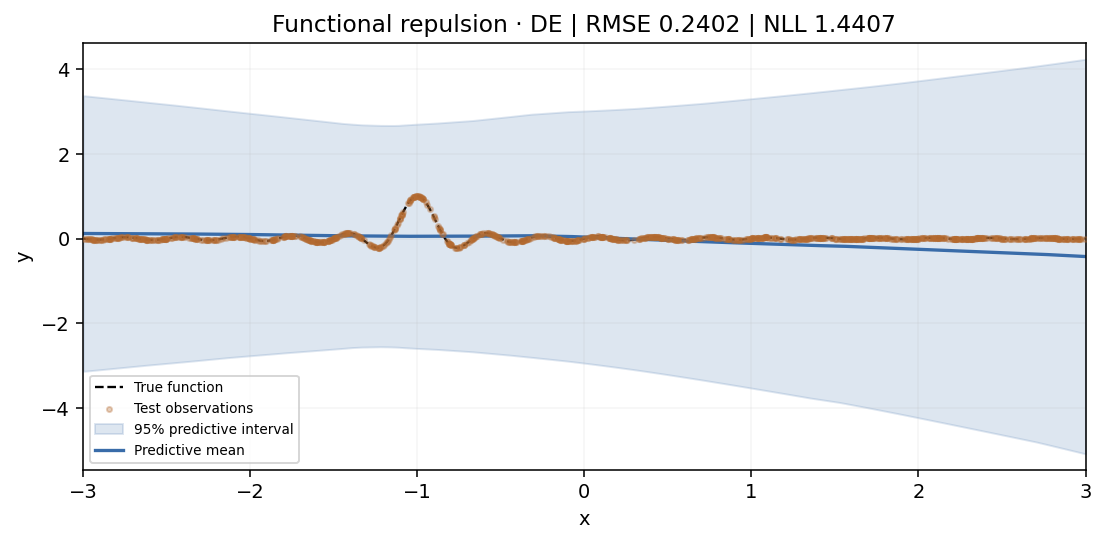 Functional repulsion · DE | RMSE 0.2402 | NLL 1.4407
4
2
0
−2
−4
y
True function
Test observations
95% predictive interval
Predictive mean
−3 −2 −1 0 1 2 3
x